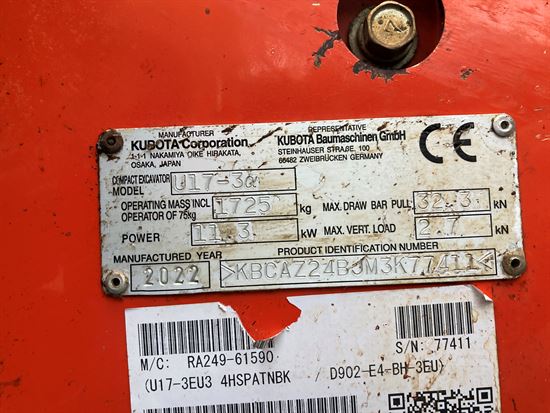 MANUFACTURER
KUBOTA Corporation
1-1-1 NAKAMIYA OIKE HIRAKATA,
OSAKA, JAPAN
REPRESENTATIVE
KUBOTA Baumaschinen GmbH
STEINHAUSER STRAßE, 100
66482 ZWEIBRÜCKEN GERMANY
CE
COMPACT EXCAVATOR
MODEL U17-3α
OPERATING MASS INCL
OPERATOR OF 75kg 1725 kg MAX. DRAW BAR PULL 32.3 kN
POWER 11.3 kW MAX. VERT. LOAD 2.7 kN
MANUFACTURED YEAR PRODUCT IDENTIFICATION NUMBER
2022 >KBCAZ24BJM3K77411<
M/C: RA249-61590 S/N: 77411
(U17-3EU3 4HSPATNBK / D902-E4-BH-3EU)